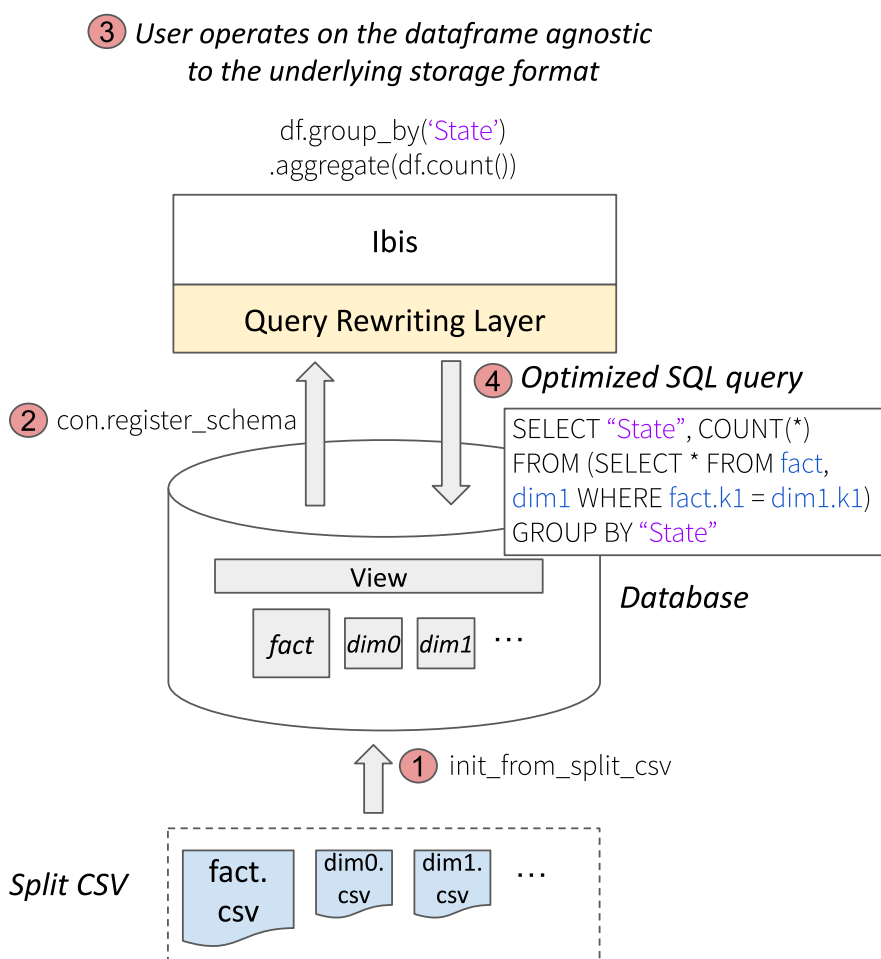 3 User operates on the dataframe agnostic
to the underlying storage format
df.group_by(‘State’)
.aggregate(df.count())
Ibis
Query Rewriting Layer
4 Optimized SQL query
2 con.register_schema
SELECT “State”, COUNT(*)
FROM (SELECT * FROM fact,
dim1 WHERE fact.k1 = dim1.k1)
GROUP BY “State”
View
Database
fact dim0 dim1 ...
1 init_from_split_csv
Split CSV
fact.
csv
dim0.
csv
dim1.
csv
...